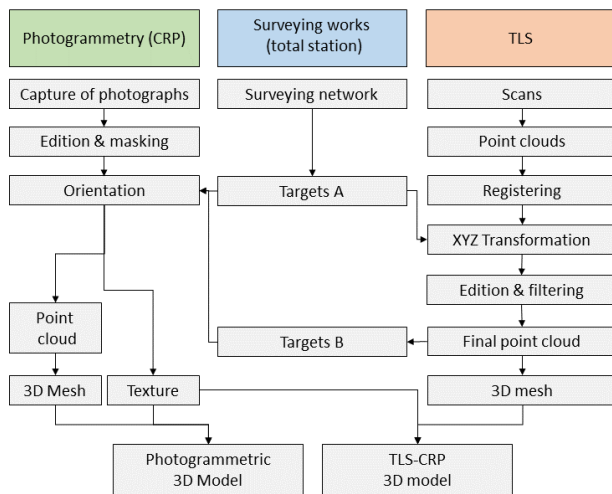 Photogrammetry (CRP)
Surveying works
(total station)
TLS
Capture of photographs
Surveying network
Scans
Edition & masking
Point clouds
Orientation
Targets A
Registering
XYZ Transformation
Edition & filtering
Point
cloud
Targets B
Final point cloud
3D Mesh
Texture
3D mesh
Photogrammetric
3D Model
TLS-CRP
3D model